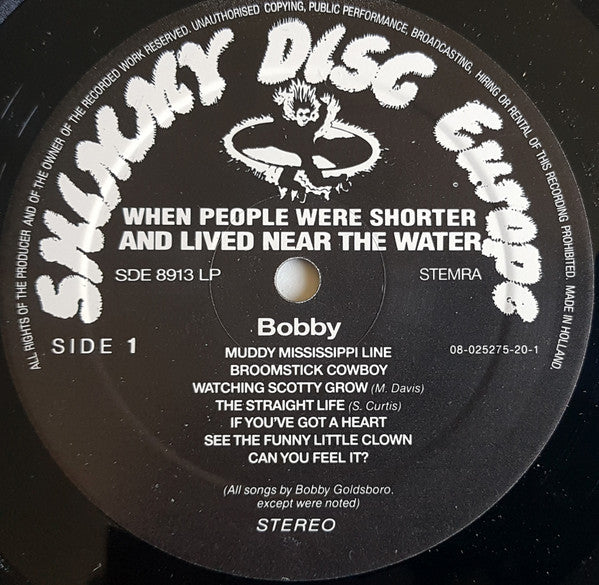 ALL RIGHTS OF THE PRODUCER AND OF THE OWNER OF THE RECORDED WORK RESERVED. UNAUTHORISED COPYING, PUBLIC PERFORMANCE, BROADCASTING, HIRING OR RENTAL OF THIS RECORDING PROHIBITED. MADE IN HOLLAND.
SHIMMY DISC EUROPE
WHEN PEOPLE WERE SHORTER
AND LIVED NEAR THE WATER
SDE 8913 LP STEMRA
Bobby
SIDE 1 08-025275-20-1
MUDDY MISSISSIPPI LINE
BROOMSTICK COWBOY
WATCHING SCOTTY GROW (M. Davis)
THE STRAIGHT LIFE (S. Curtis)
IF YOU'VE GOT A HEART
SEE THE FUNNY LITTLE CLOWN
CAN YOU FEEL IT?
(All songs by Bobby Goldsboro.
except were noted)
STEREO